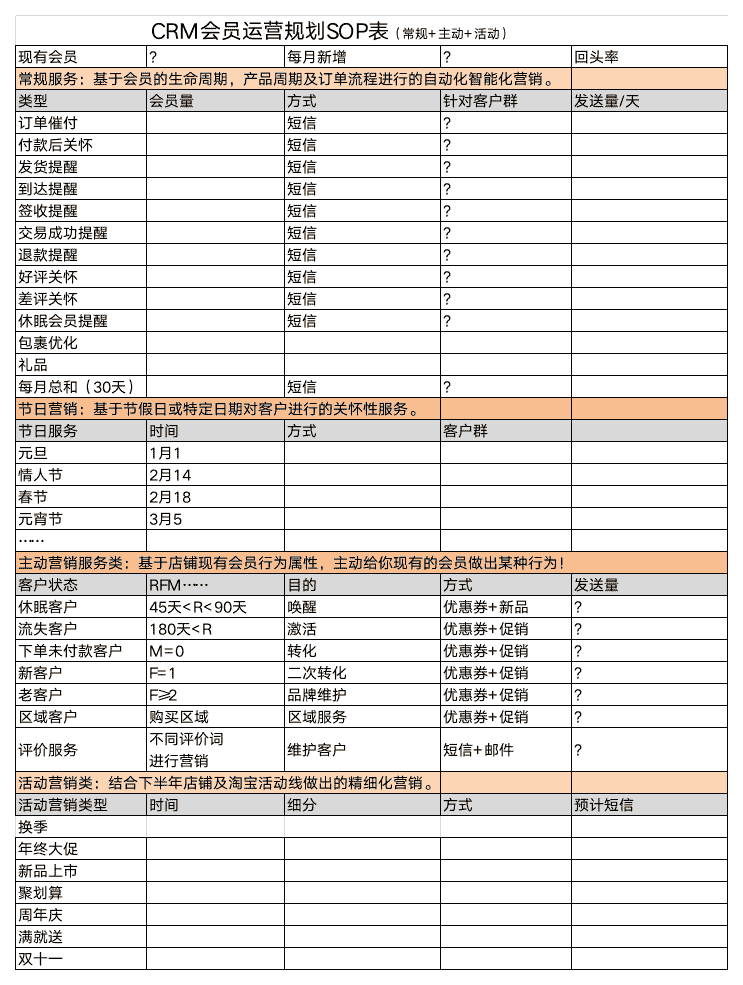 CRM会员运营规划SOP表（常规+主动+活动）
现有会员 ? 每月新增 ? 回头率
常规服务：基于会员的生命周期，产品周期及订单流程进行的自动化智能化营销。
类型 会员量 方式 针对客户群 发送量/天
订单催付 短信 ?
付款后关怀 短信 ?
发货提醒 短信 ?
到达提醒 短信 ?
签收提醒 短信 ?
交易成功提醒 短信 ?
退款提醒 短信 ?
好评关怀 短信 ?
差评关怀 短信 ?
休眠会员提醒 短信 ?
包裹优化
礼品
每月总和（30天） 短信 ?
节日营销：基于节假日或特定日期对客户进行的关怀性服务。
节日服务 时间 方式 客户群
元旦 1月1
情人节 2月14
春节 2月18
元宵节 3月5
……
主动营销服务类：基于店铺现有会员行为属性，主动给你现有的会员做出某种行为！
客户状态 RFM…… 目的 方式 发送量
休眠客户 45天<R<90天 唤醒 优惠券+新品 ?
流失客户 180天<R 激活 优惠券+促销 ?
下单未付款客户 M=0 转化 优惠券+促销 ?
新客户 F=1 二次转化 优惠券+促销 ?
老客户 F≥2 品牌维护 优惠券+促销 ?
区域客户 购买区域 区域服务 优惠券+促销 ?
评价服务 不同评价词 维护客户 短信+邮件 ?
进行营销
活动营销类：结合下半年店铺及淘宝活动线做出的精细化营销。
活动营销类型 时间 细分 方式 预计短信
换季
年终大促
新品上市
聚划算
周年庆
满就送
双十一